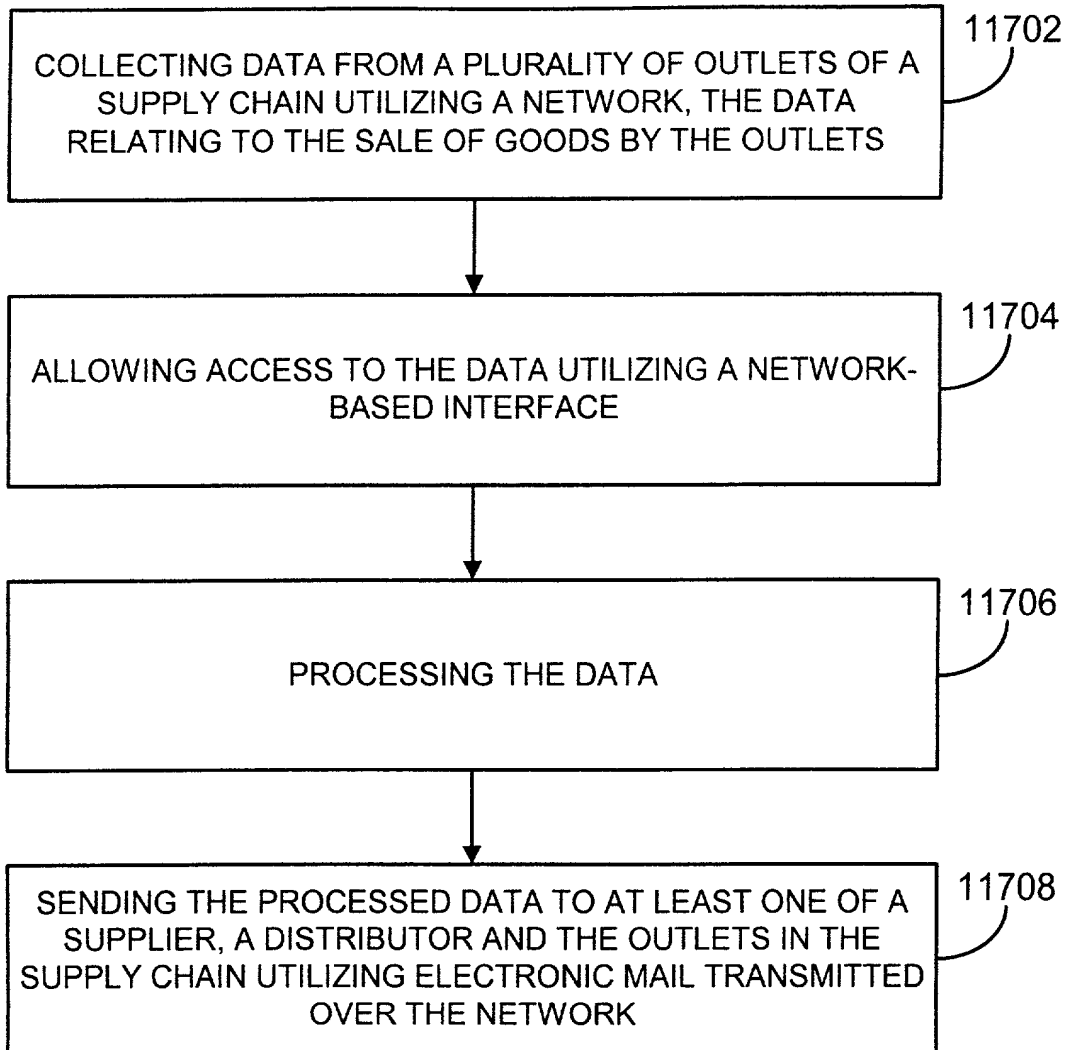 11702
COLLECTING DATA FROM A PLURALITY OF OUTLETS OF A
SUPPLY CHAIN UTILIZING A NETWORK, THE DATA
RELATING TO THE SALE OF GOODS BY THE OUTLETS
11704
ALLOWING ACCESS TO THE DATA UTILIZING A NETWORK-
BASED INTERFACE
11706
PROCESSING THE DATA
11708
SENDING THE PROCESSED DATA TO AT LEAST ONE OF A
SUPPLIER, A DISTRIBUTOR AND THE OUTLETS IN THE
SUPPLY CHAIN UTILIZING ELECTRONIC MAIL TRANSMITTED
OVER THE NETWORK